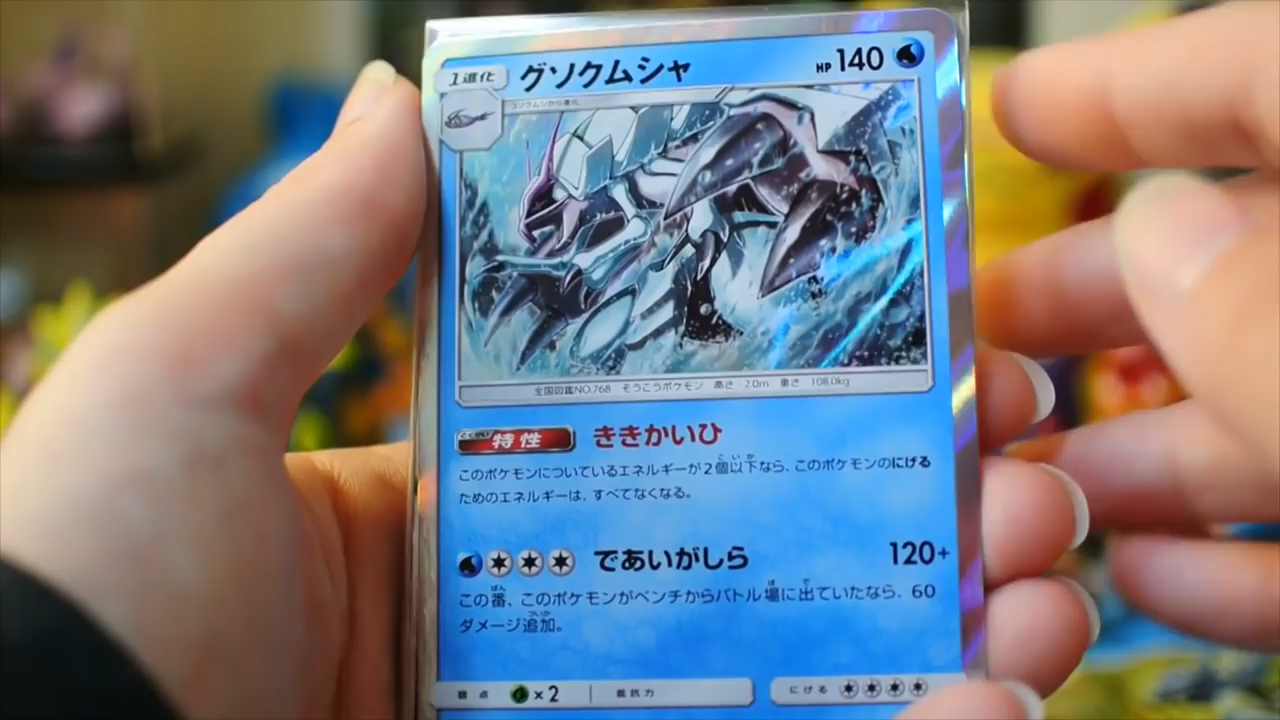 1進化 グソクムシャ HP 140
コソクムシから進化
全国図鑑NO.768 そうこうポケモン 高さ 2.0m 重さ 108.0kg
特性 ききかいひ
このポケモンについているエネルギーが2個以下なら、このポケモンのにげる
ためのエネルギーは、すべてなくなる。
であいがしら 120+
この番、このポケモンがベンチからバトル場に出ていたなら、60
ダメージ追加。
弱点 ×2 抵抗力 にげる